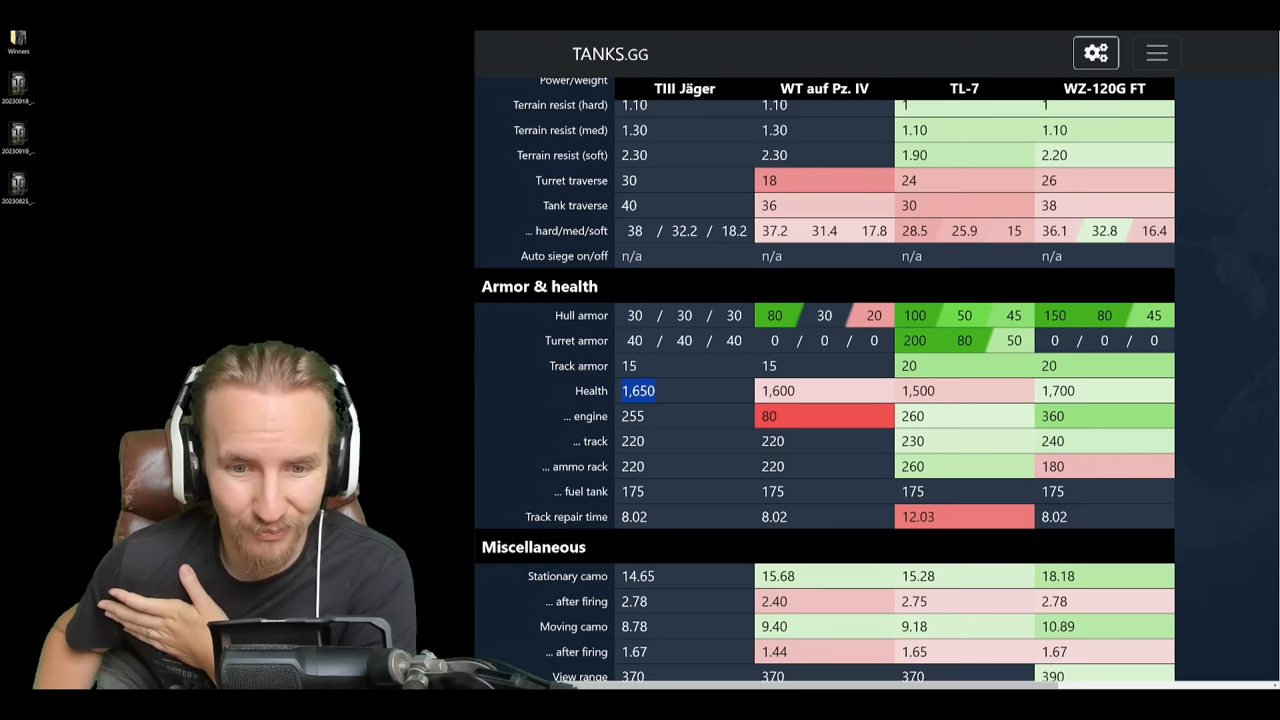 TANKS.GG
Winners
20230918_...
20230919_...
20230825_...
Power/weight
TIII Jäger WT auf Pz. IV TL-7 WZ-120G FT
Terrain resist (hard) 1.10 1.10 1 1
Terrain resist (med) 1.30 1.30 1.10 1.10
Terrain resist (soft) 2.30 2.30 1.90 2.20
Turret traverse 30 18 24 26
Tank traverse 40 36 30 38
... hard/med/soft 38 / 32.2 / 18.2 37.2 31.4 17.8 28.5 25.9 15 36.1 32.8 16.4
Auto siege on/off n/a n/a n/a n/a
Armor & health
Hull armor 30 / 30 / 30 80 30 20 100 50 45 150 80 45
Turret armor 40 / 40 / 40 0 / 0 / 0 200 80 50 0 / 0 / 0
Track armor 15 15 20 20
Health 1,650 1,600 1,500 1,700
... engine 255 80 260 360
... track 220 220 230 240
... ammo rack 220 220 260 180
... fuel tank 175 175 175 175
Track repair time 8.02 8.02 12.03 8.02
Miscellaneous
Stationary camo 14.65 15.68 15.28 18.18
... after firing 2.78 2.40 2.75 2.78
Moving camo 8.78 9.40 9.18 10.89
... after firing 1.67 1.44 1.65 1.67
View range 370 370 370 390